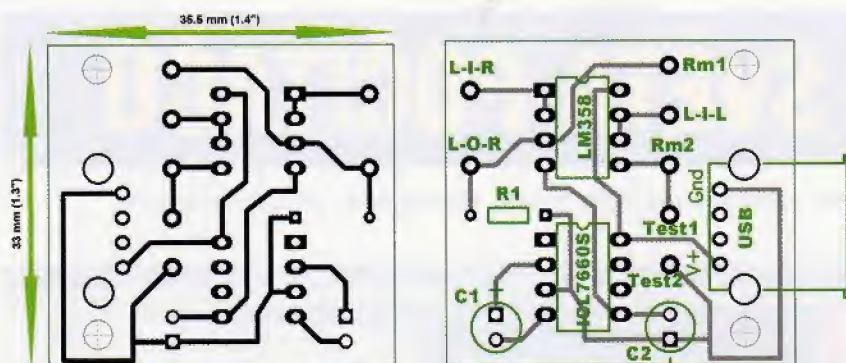 35.5 mm (1.4")
33 mm (1.3")
L-I-R
Rm1
LM358
L-I-L
L-O-R
Rm2
R1
Gnd
USB
Test1
V+
ICL7660S
Test2
C1 +
C2
+